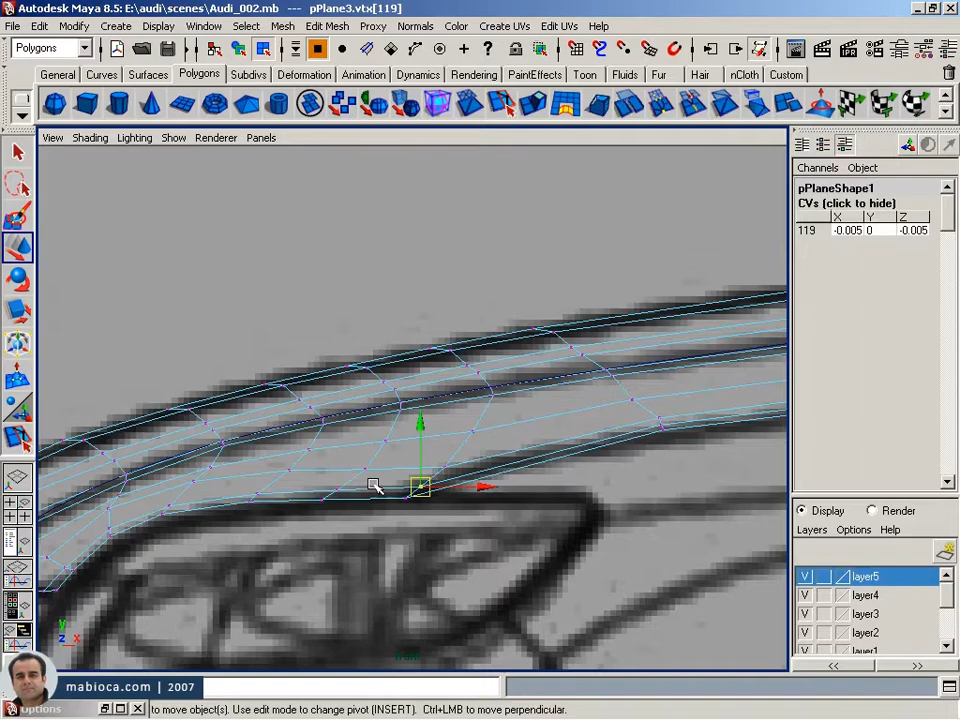 Autodesk Maya 8.5: E:\audi\scenes\Audi_002.mb --- pPlane3.vtx[119]
File Edit Modify Create Display Window Select Mesh Edit Mesh Proxy Normals Color Create UVs Edit UVs Help
Polygons
General Curves Surfaces Polygons Subdivs Deformation Animation Dynamics Rendering PaintEffects Toon Fluids Fur Hair nCloth Custom
View Shading Lighting Show Renderer Panels
Channels Object
pPlaneShape1
CVs (click to hide)
X Y Z
119 -0.005 0 -0.005
Display Render
Layers Options Help
V layer5
V layer4
V layer3
V layer2
V layer1
<< >>
y
z x
mabioca.com | 2007
Options
to move object(s). Use edit mode to change pivot (INSERT). Ctrl+LMB to move perpendicular.